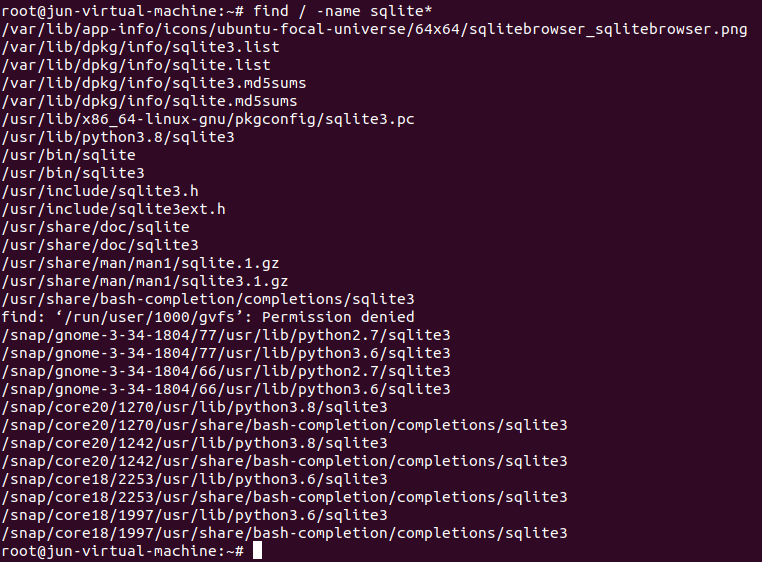 root@jun-virtual-machine:~# find / -name sqlite*
/var/lib/app-info/icons/ubuntu-focal-universe/64x64/sqlitebrowser_sqlitebrowser.png
/var/lib/dpkg/info/sqlite3.list
/var/lib/dpkg/info/sqlite.list
/var/lib/dpkg/info/sqlite3.md5sums
/var/lib/dpkg/info/sqlite.md5sums
/usr/lib/x86_64-linux-gnu/pkgconfig/sqlite3.pc
/usr/lib/python3.8/sqlite3
/usr/bin/sqlite
/usr/bin/sqlite3
/usr/include/sqlite3.h
/usr/include/sqlite3ext.h
/usr/share/doc/sqlite
/usr/share/doc/sqlite3
/usr/share/man/man1/sqlite.1.gz
/usr/share/man/man1/sqlite3.1.gz
/usr/share/bash-completion/completions/sqlite3
find: ‘/run/user/1000/gvfs’: Permission denied
/snap/gnome-3-34-1804/77/usr/lib/python2.7/sqlite3
/snap/gnome-3-34-1804/77/usr/lib/python3.6/sqlite3
/snap/gnome-3-34-1804/66/usr/lib/python2.7/sqlite3
/snap/gnome-3-34-1804/66/usr/lib/python3.6/sqlite3
/snap/core20/1270/usr/lib/python3.8/sqlite3
/snap/core20/1270/usr/share/bash-completion/completions/sqlite3
/snap/core20/1242/usr/lib/python3.8/sqlite3
/snap/core20/1242/usr/share/bash-completion/completions/sqlite3
/snap/core18/2253/usr/lib/python3.6/sqlite3
/snap/core18/2253/usr/share/bash-completion/completions/sqlite3
/snap/core18/1997/usr/lib/python3.6/sqlite3
/snap/core18/1997/usr/share/bash-completion/completions/sqlite3
root@jun-virtual-machine:~#